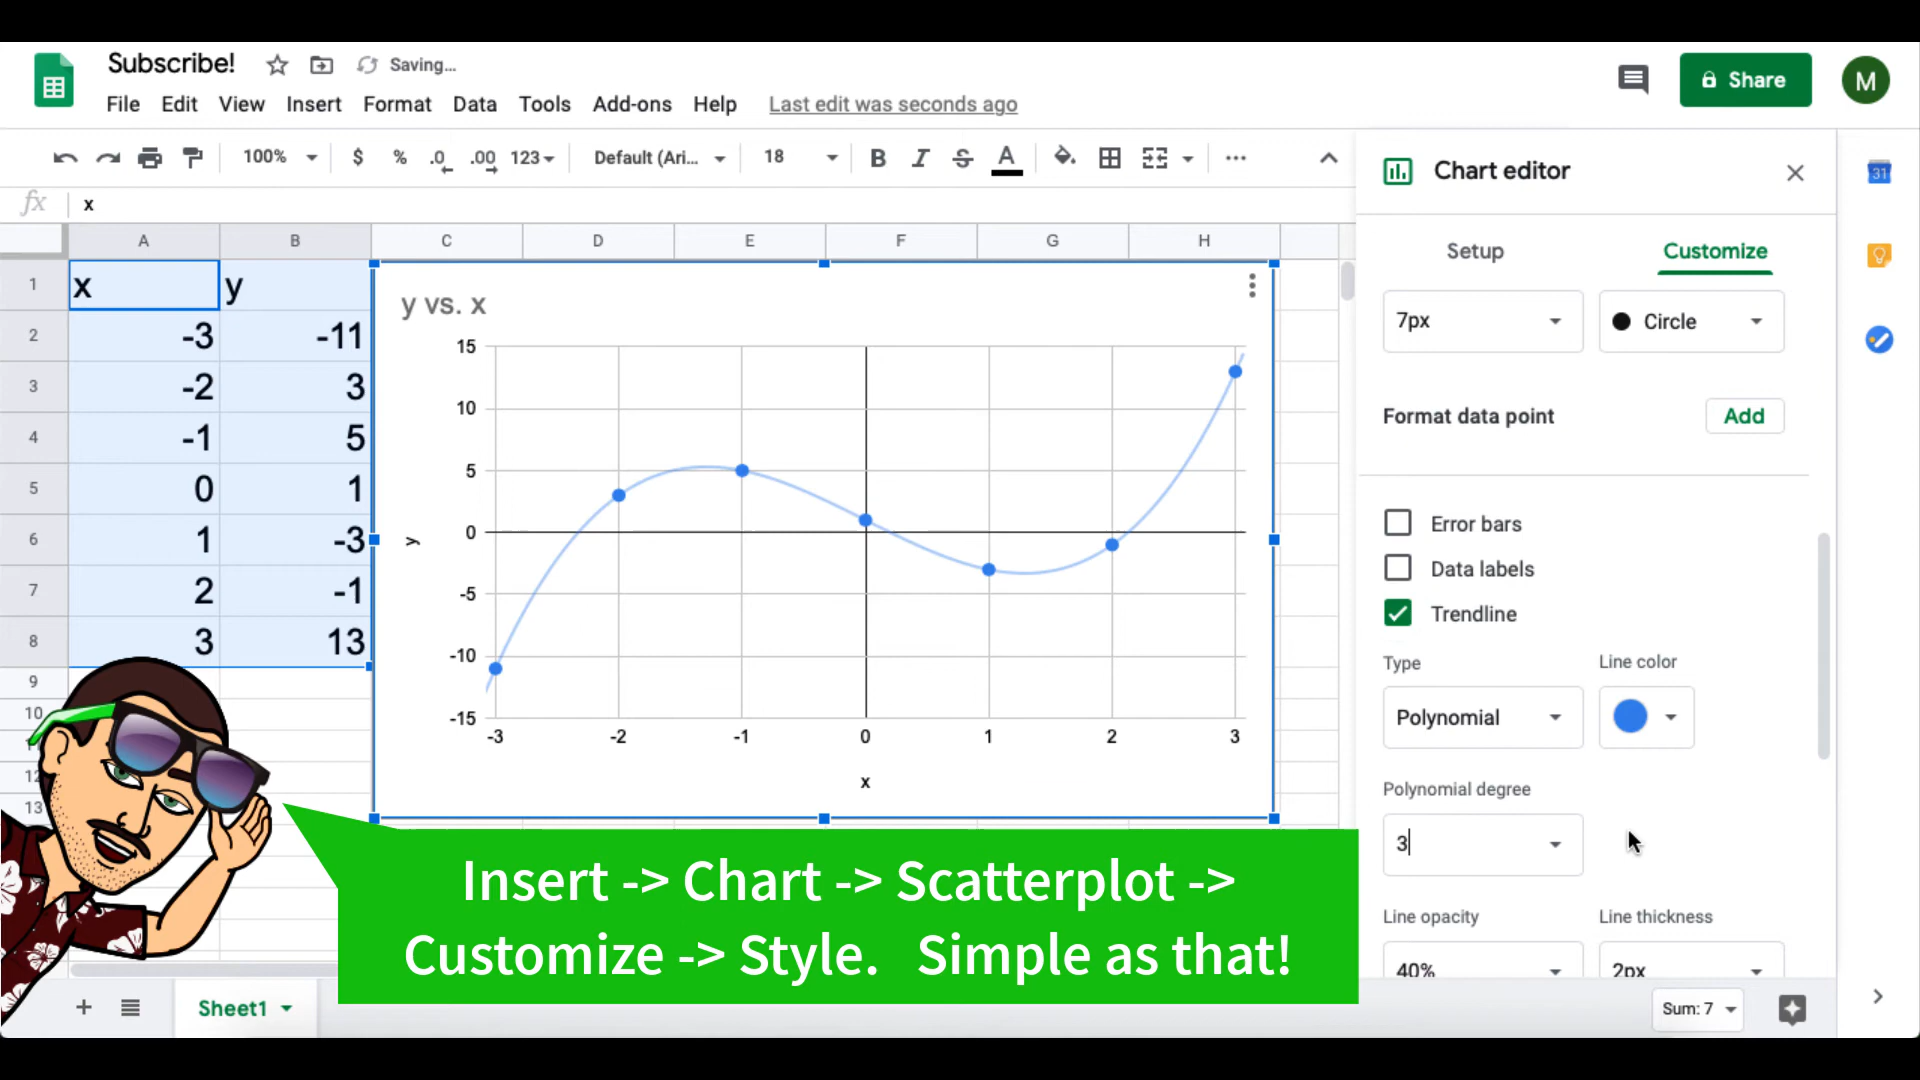 Subscribe!
Saving...
File Edit View Insert Format Data Tools Add-ons Help Last edit was seconds ago
Share
M
100% $ % .0 .00 123 Default (Ari... 18 B I S A
fx x
A B C D E F G H
1 x y
2 -3 -11
3 -2 3
4 -1 5
5 0 1
6 1 -3
7 2 -1
8 3 13
9
10
12
13
y vs. x
15
10
5
0
-5
-10
-15
y
-3 -2 -1 0 1 2 3
x
Chart editor
31
Setup Customize
7px Circle
Format data point Add
Error bars
Data labels
Trendline
Type Line color
Polynomial
Polynomial degree
3
Line opacity Line thickness
40% 2px
Insert -> Chart -> Scatterplot ->
Customize -> Style. Simple as that!
Sheet1
Sum: 7